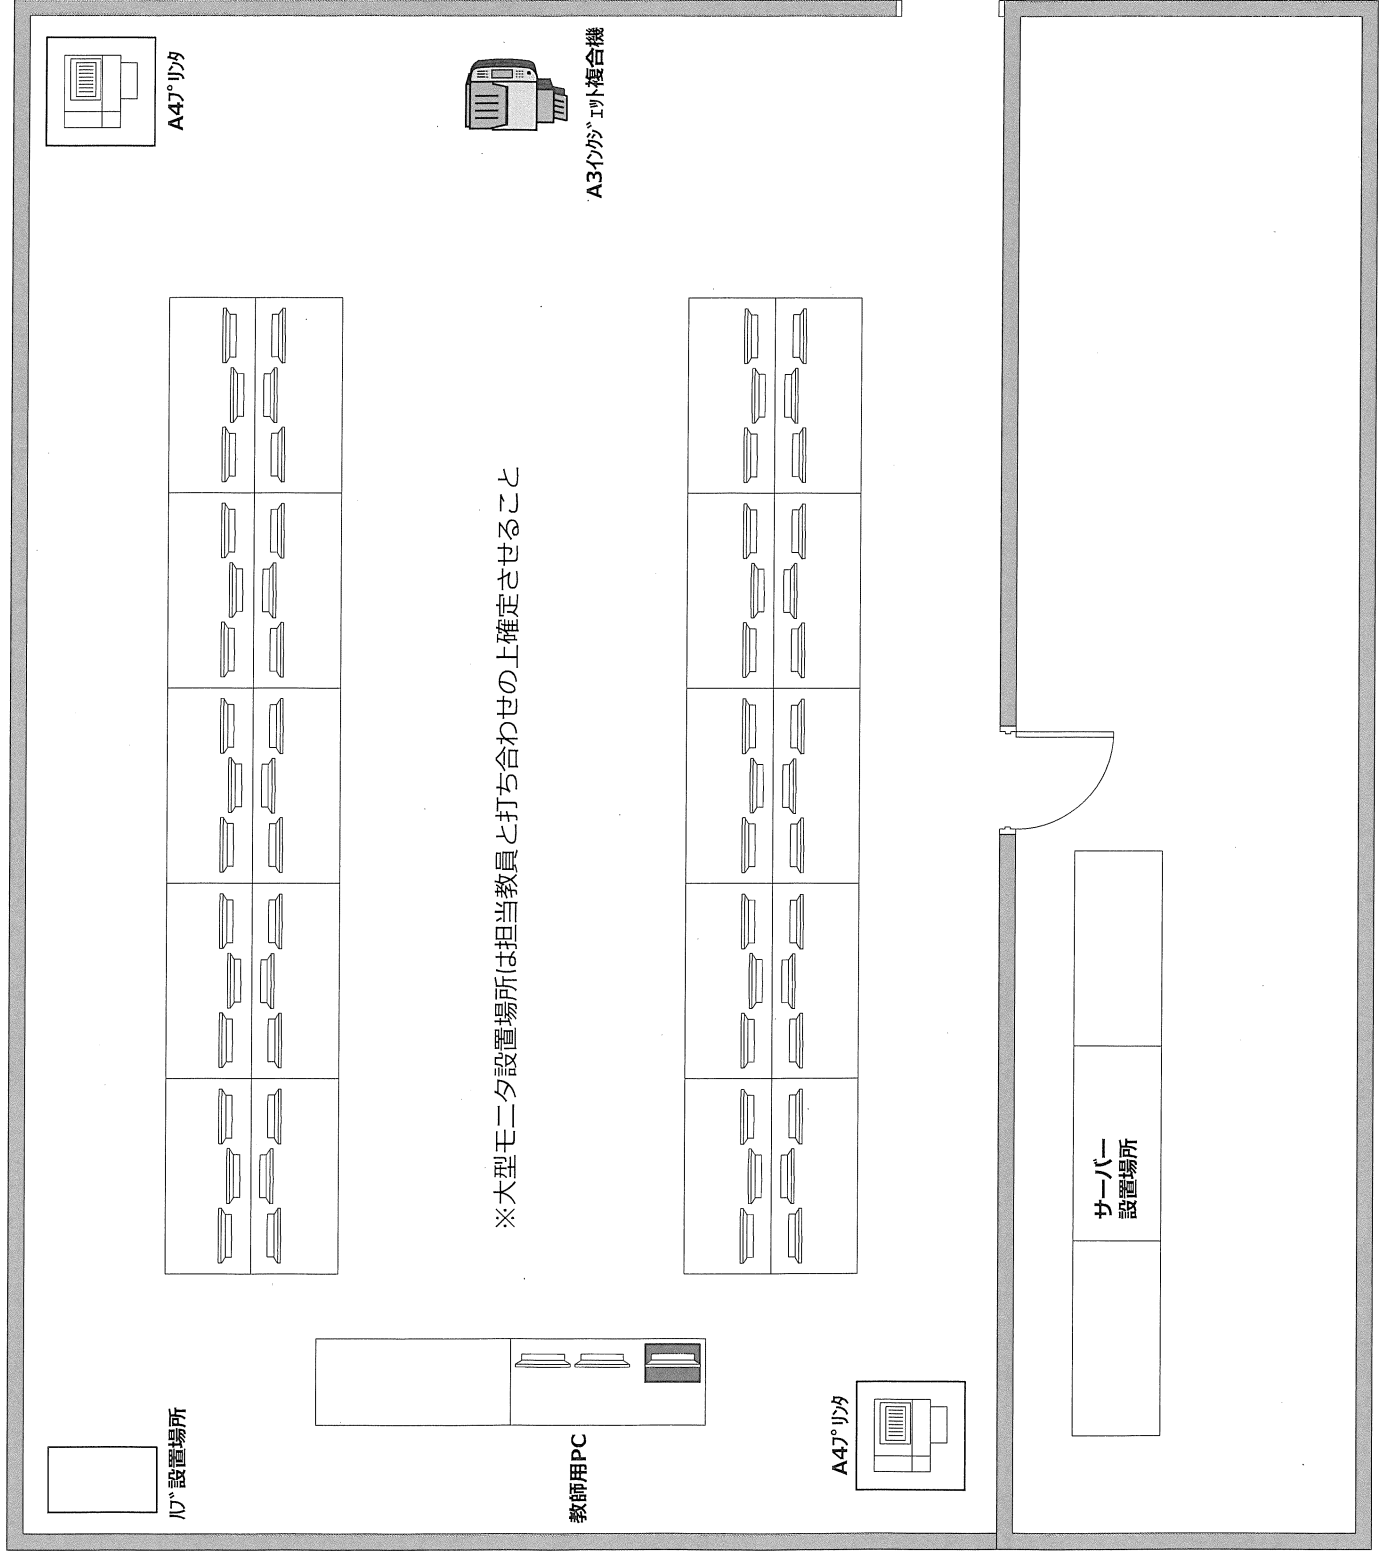 ﾊﾌﾞ設置場所
A4ﾌﾟﾘﾝﾀ
教師用PC
※大型モニタ設置場所は担当教員と打ち合わせの上確定させること
A3ｲﾝｸｼﾞｪｯﾄ複合機
A4ﾌﾟﾘﾝﾀ
サーバー
設置場所